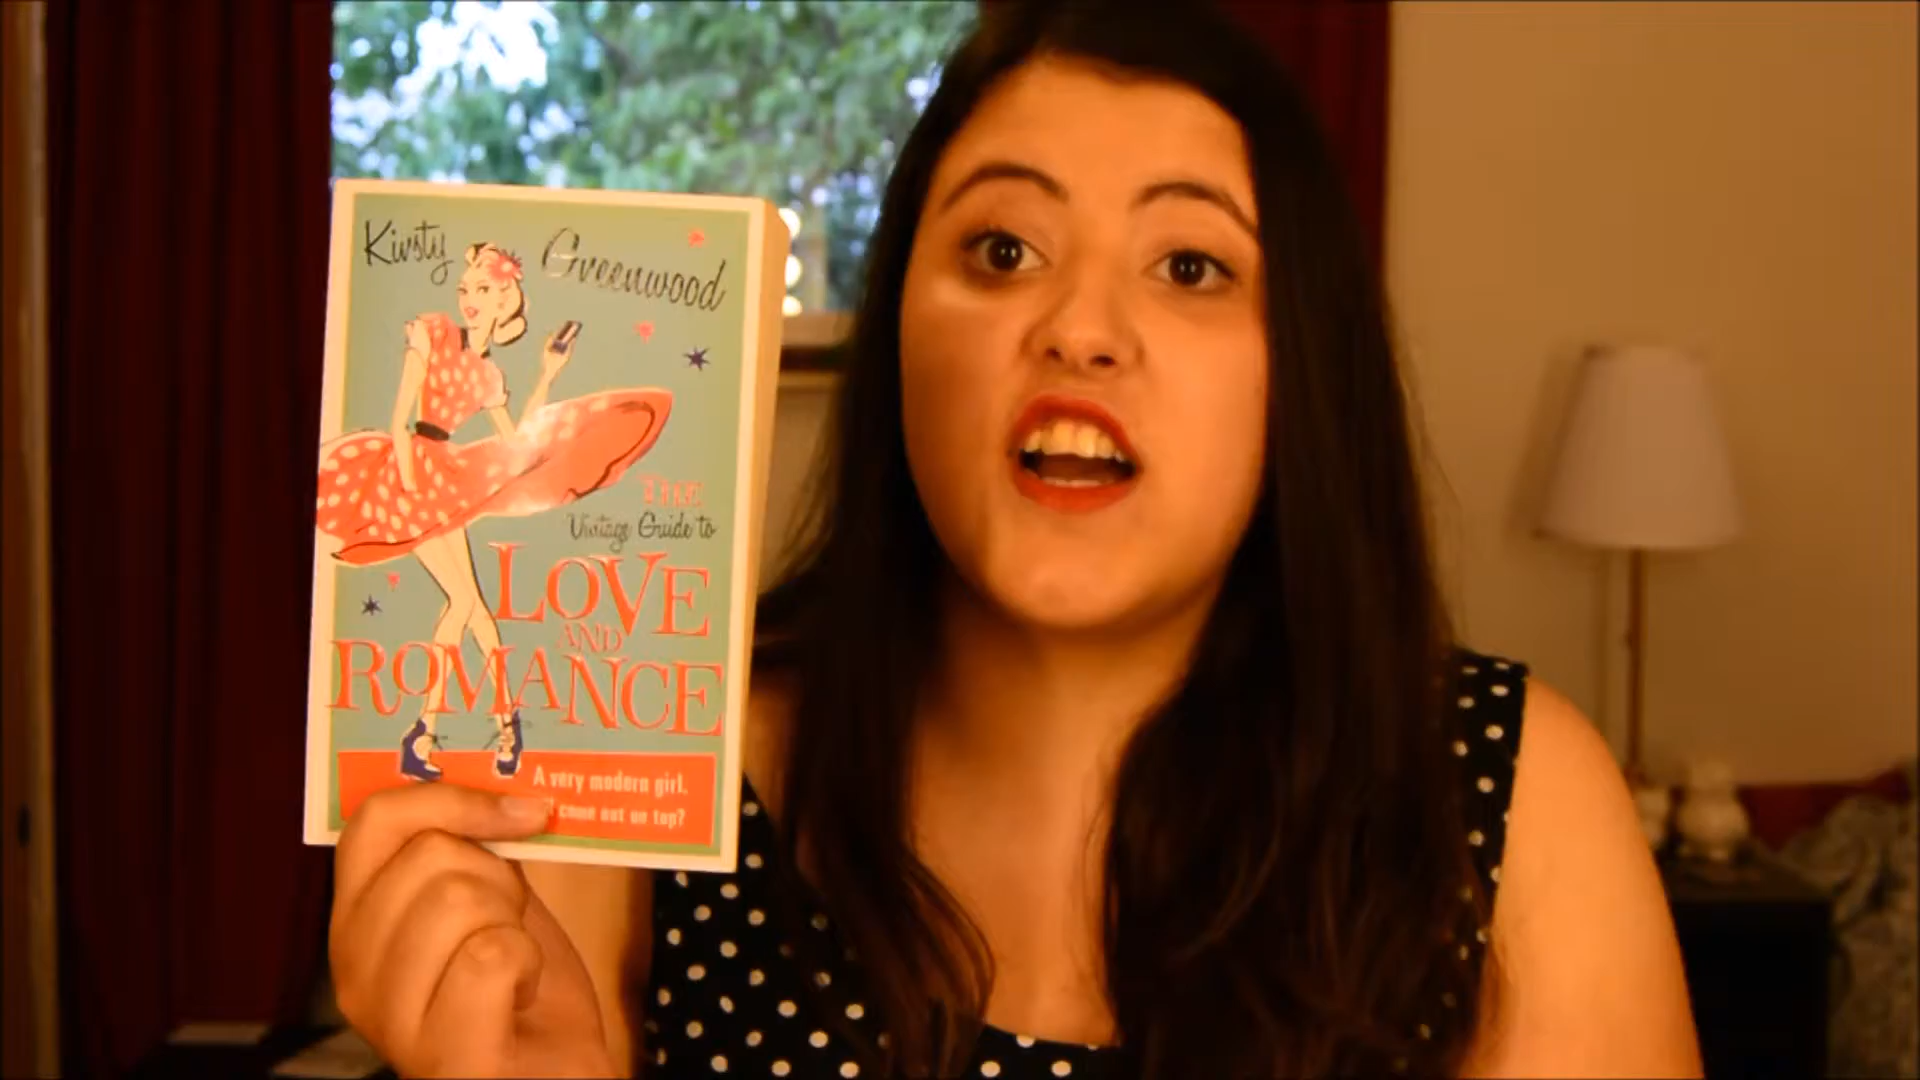 Kirsty Greenwood
THE
Vintage Guide to
LOVE
AND
ROMANCE
A very modern girl.
come out on top?